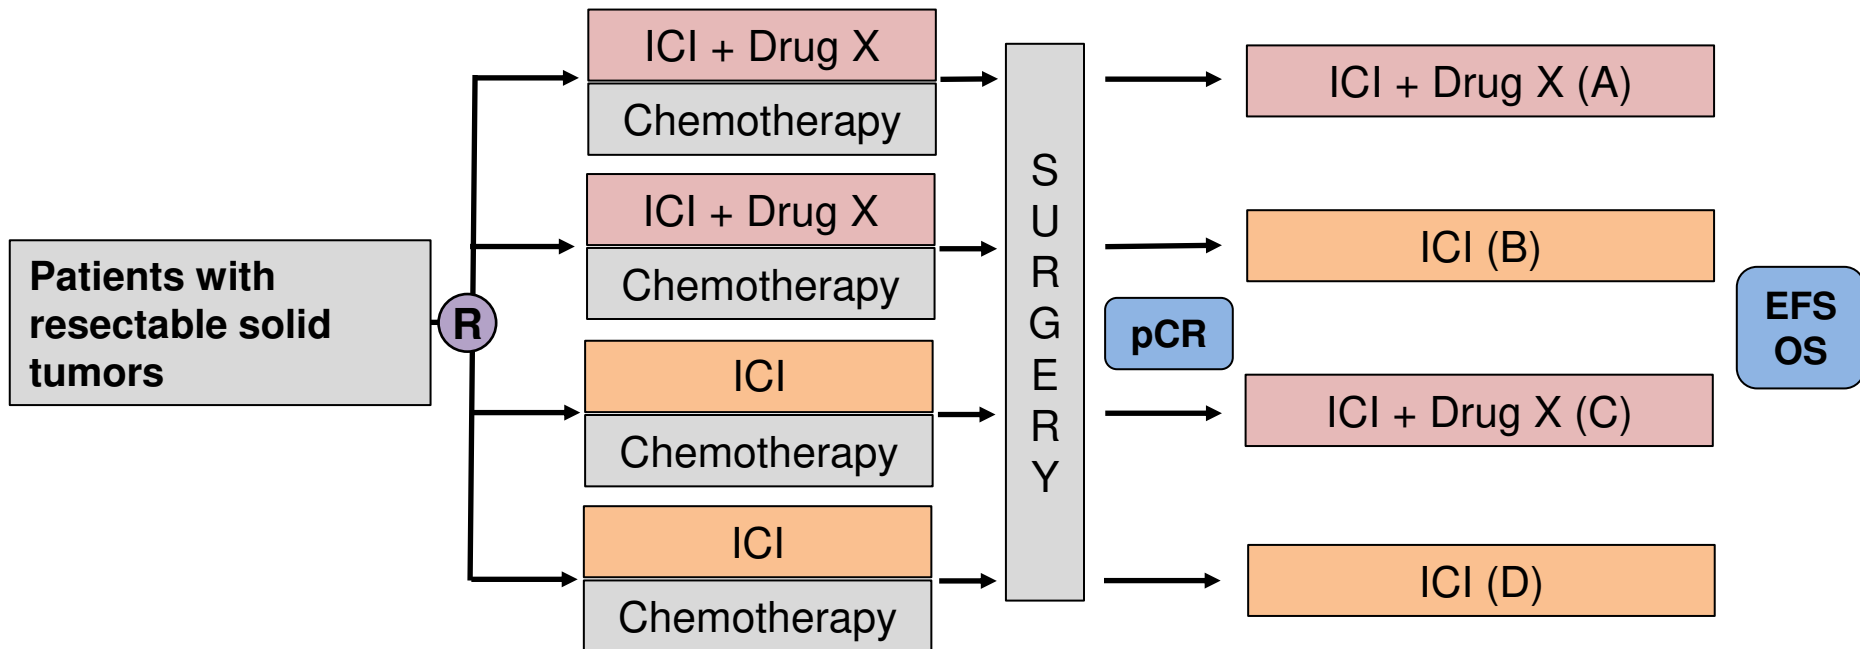 Patients with
resectable solid
tumors
R
ICI + Drug X
Chemotherapy
ICI + Drug X
Chemotherapy
ICI
Chemotherapy
ICI
Chemotherapy
S
U
R
G
E
R
Y
pCR
ICI + Drug X (A)
ICI (B)
ICI + Drug X (C)
ICI (D)
EFS
OS